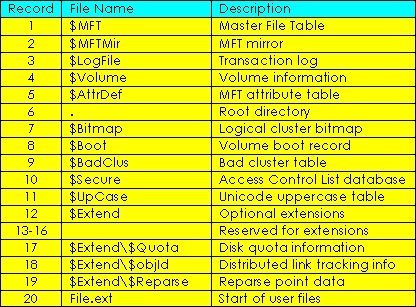 Record File Name Description
1 $MFT Master File Table
2 $MFTMir MFT mirror
3 $LogFile Transaction log
4 $Volume Volume information
5 $AttrDef MFT attribute table
6 . Root directory
7 $Bitmap Logical cluster bitmap
8 $Boot Volume boot record
9 $BadClus Bad cluster table
10 $Secure Access Control List database
11 $UpCase Unicode uppercase table
12 $Extend Optional extensions
13-16 Reserved for extensions
17 $Extend\$Quota Disk quota information
18 $Extend\$objId Distributed link tracking info
19 $Extend\$Reparse Reparse point data
20 File.ext Start of user files